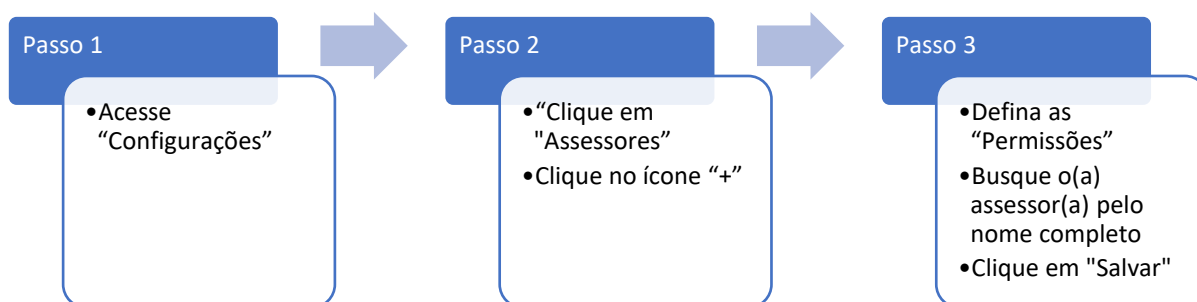 Passo 1
•Acesse
“Configurações”
Passo 2
•“Clique em
"Assessores”
•Clique no ícone “+”
Passo 3
•Defina as
“Permissões”
•Busque o(a)
assessor(a) pelo
nome completo
•Clique em "Salvar"